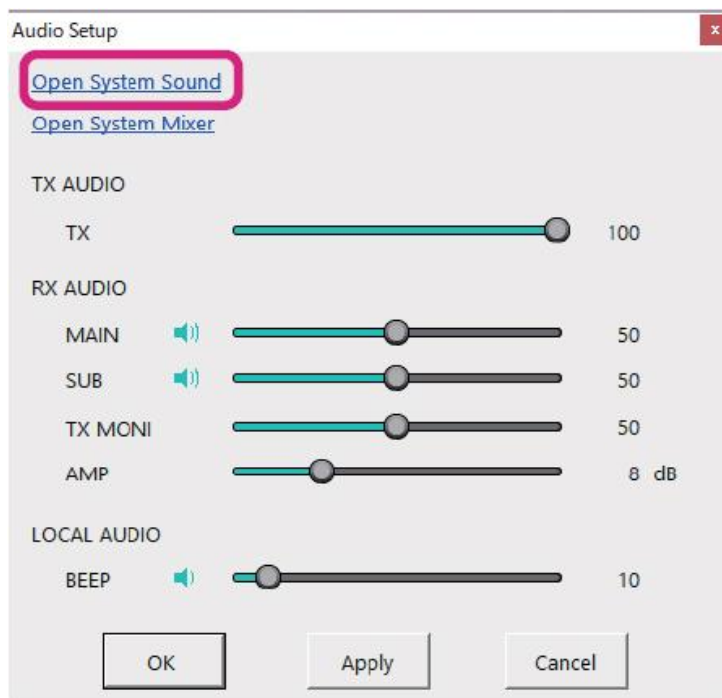 Audio Setup x
Open System Sound
Open System Mixer
TX AUDIO
TX 100
RX AUDIO
MAIN 50
SUB 50
TX MONI 50
AMP 8 dB
LOCAL AUDIO
BEEP 10
OK Apply Cancel